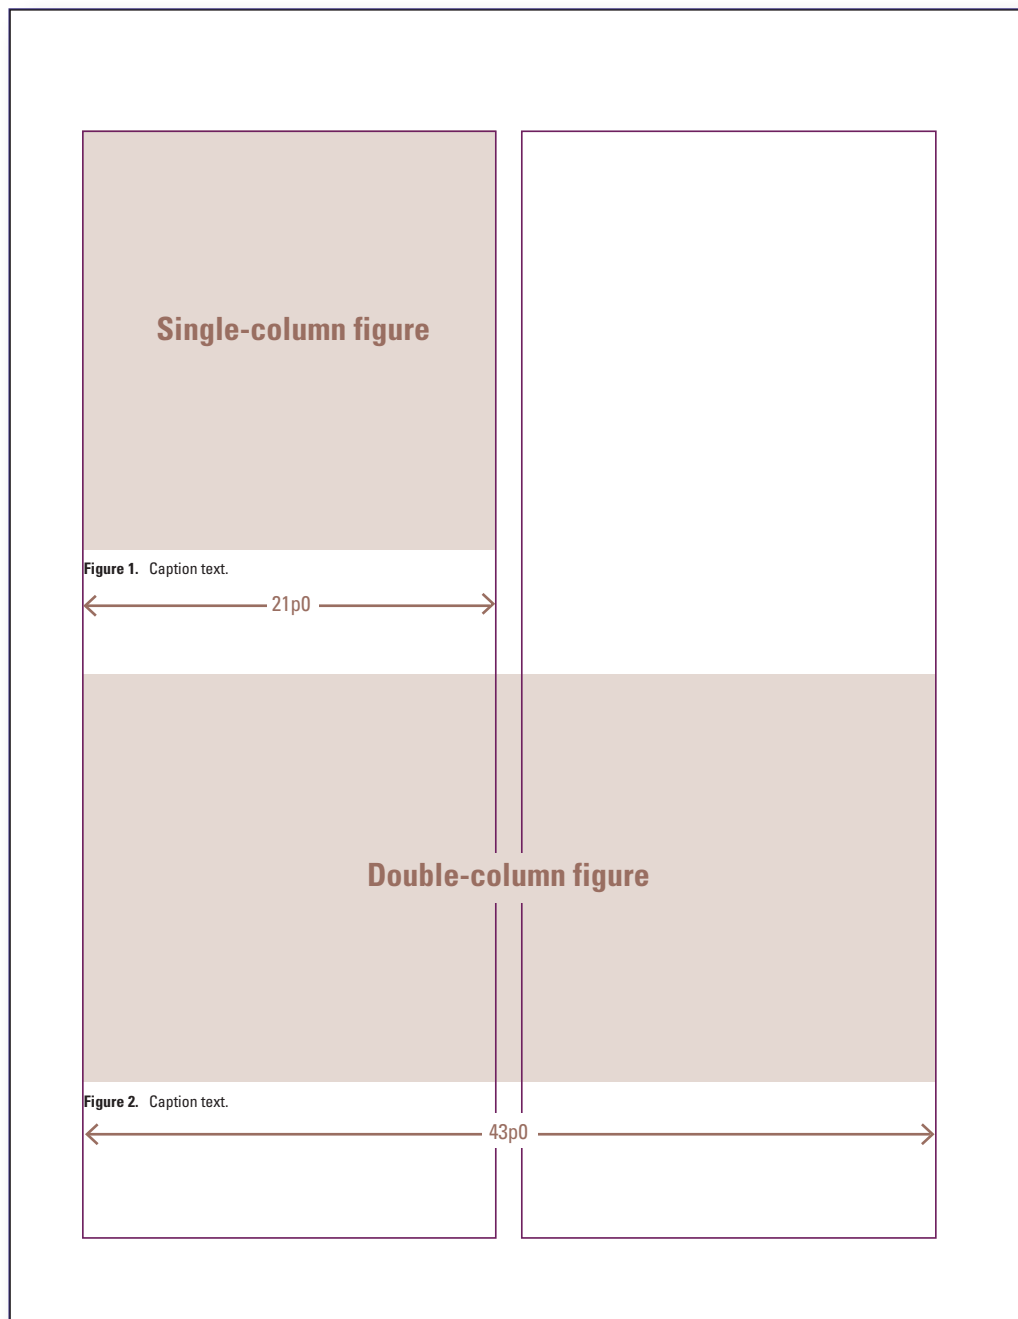 Single-column figure
Figure 1. Caption text.
21p0
Double-column figure
Figure 2. Caption text.
43p0